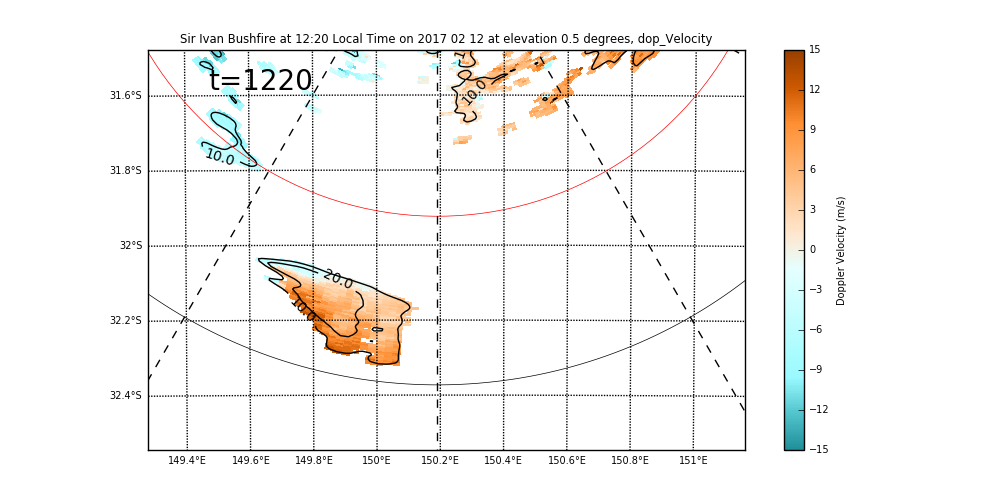 Sir Ivan Bushfire at 12:20 Local Time on 2017 02 12 at elevation 0.5 degrees, dop_Velocity
t=1220
31.6°S
31.8°S
32°S
32.2°S
32.4°S
149.4°E 149.6°E 149.8°E 150°E 150.2°E 150.4°E 150.6°E 150.8°E 151°E
10.0
10.0
20.0
15
12
9
6
3
0
−3
−6
−9
−12
−15
Doppler Velocity (m/s)